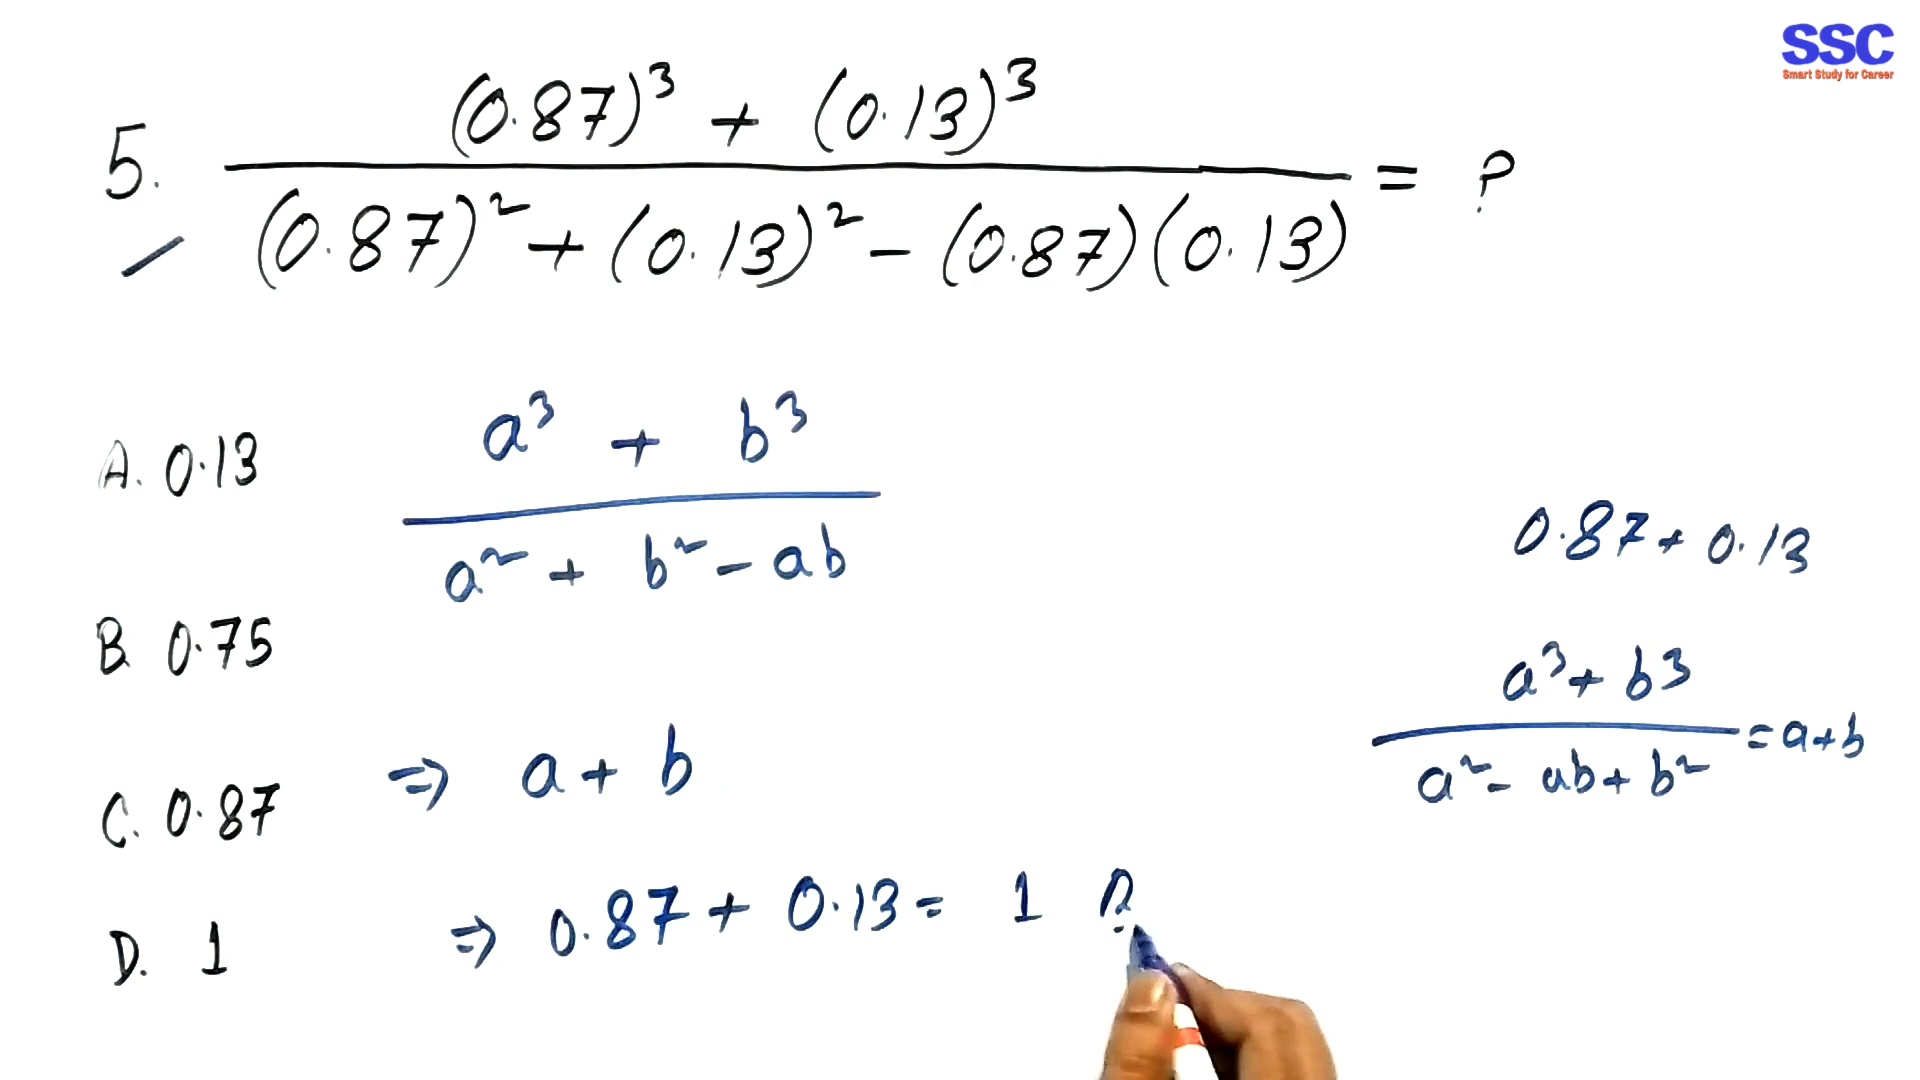 SSC
Smart Study for Career
5. (0.87)³ + (0.13)³
(0.87)² + (0.13)² - (0.87)(0.13) = ?
A. 0.13
B. 0.75
C. 0.87
D. 1
a³ + b³
a² + b² - ab
⇒ a + b
⇒ 0.87 + 0.13 = 1
0.87 + 0.13
a³ + b³
a² - ab + b² = a + b